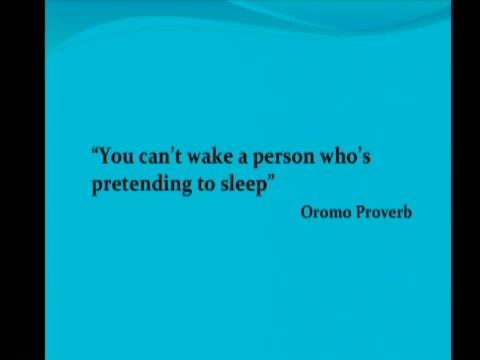 “You can’t wake a person who’s
pretending to sleep”
Oromo Proverb